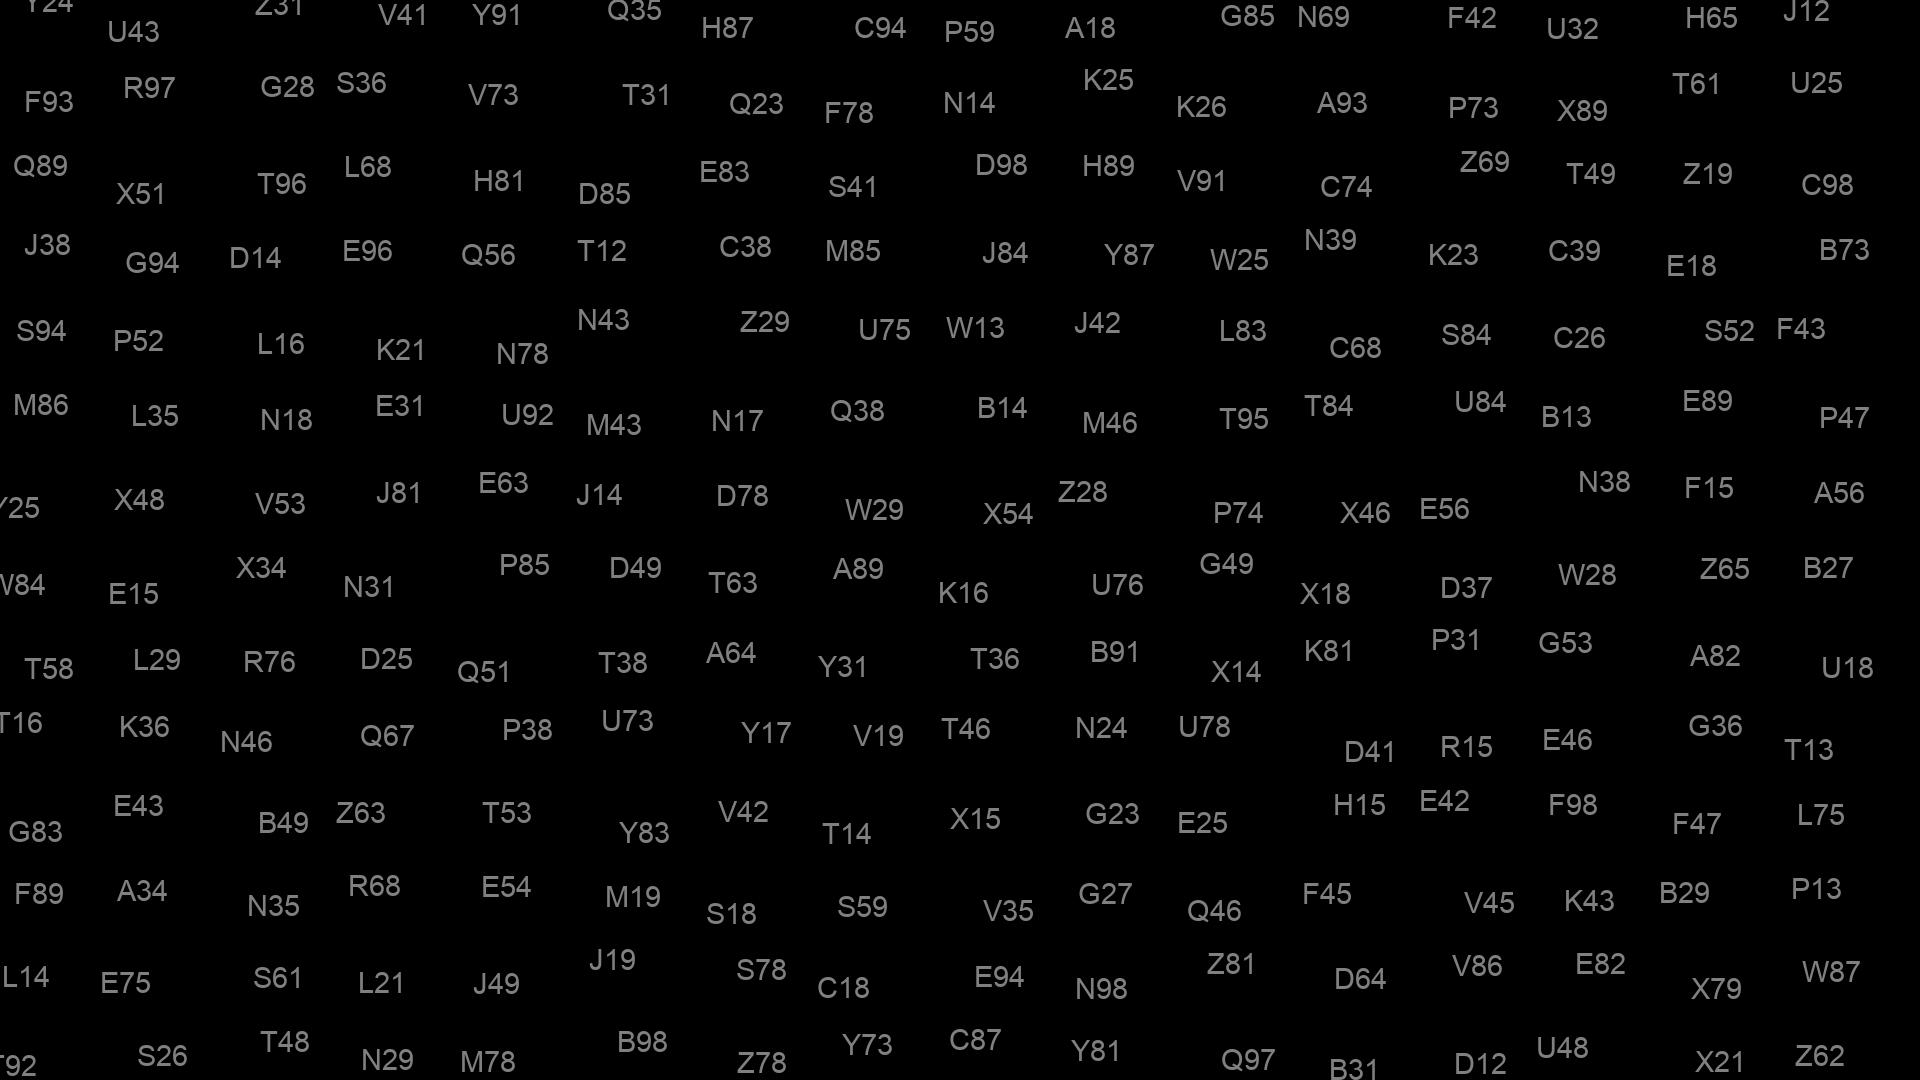 Y24 U43 Z31 V41 Y91 Q35 H87 C94 P59 A18 G85 N69 F42 U32 H65 J12
F93 R97 G28 S36 V73 T31 Q23 F78 N14 K25 K26 A93 P73 X89 T61 U25
Q89 X51 T96 L68 H81 D85 E83 S41 D98 H89 V91 C74 Z69 T49 Z19 C98
J38 G94 D14 E96 Q56 T12 C38 M85 J84 Y87 W25 N39 K23 C39 E18 B73
S94 P52 L16 K21 N78 N43 Z29 U75 W13 J42 L83 C68 S84 C26 S52 F43
M86 L35 N18 E31 U92 M43 N17 Q38 B14 M46 T95 T84 U84 B13 E89 P47
Y25 X48 V53 J81 E63 J14 D78 W29 X54 Z28 P74 X46 E56 N38 F15 A56
W84 E15 X34 N31 P85 D49 T63 A89 K16 U76 G49 X18 D37 W28 Z65 B27
T58 L29 R76 D25 Q51 T38 A64 Y31 T36 B91 X14 K81 P31 G53 A82 U18
T16 K36 N46 Q67 P38 U73 Y17 V19 T46 N24 U78 D41 R15 E46 G36 T13
G83 E43 B49 Z63 T53 Y83 V42 T14 X15 G23 E25 H15 E42 F98 F47 L75
F89 A34 N35 R68 E54 M19 S18 S59 V35 G27 Q46 F45 V45 K43 B29 P13
L14 E75 S61 L21 J49 J19 S78 C18 E94 N98 Z81 D64 V86 E82 X79 W87
S26 T48 N29 M78 B98 Z78 Y73 C87 Y81 Q97 B31 D12 U48 X21 Z62